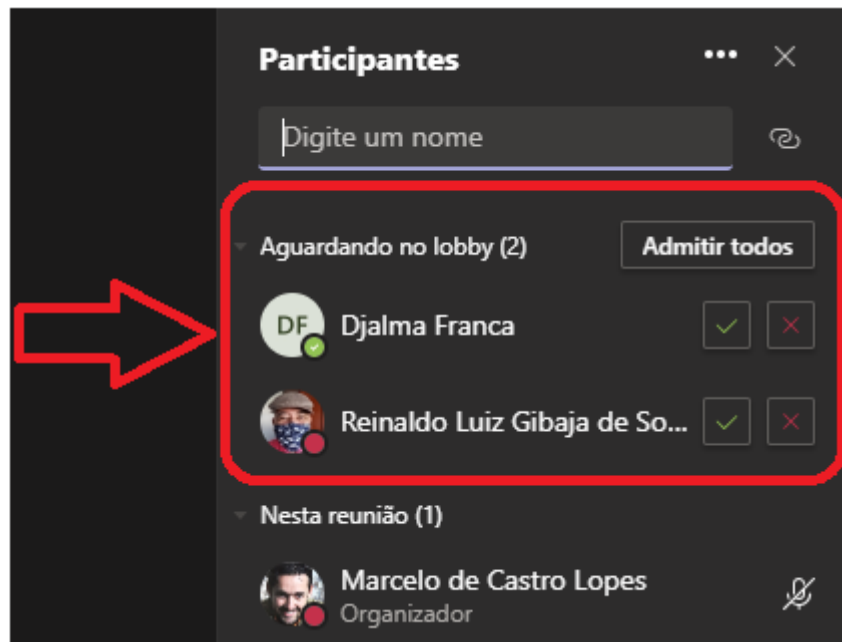 Participantes
Digite um nome
Aguardando no lobby (2) Admitir todos
DF Djalma Franca
Reinaldo Luiz Gibaja de So...
Nesta reunião (1)
Marcelo de Castro Lopes
Organizador